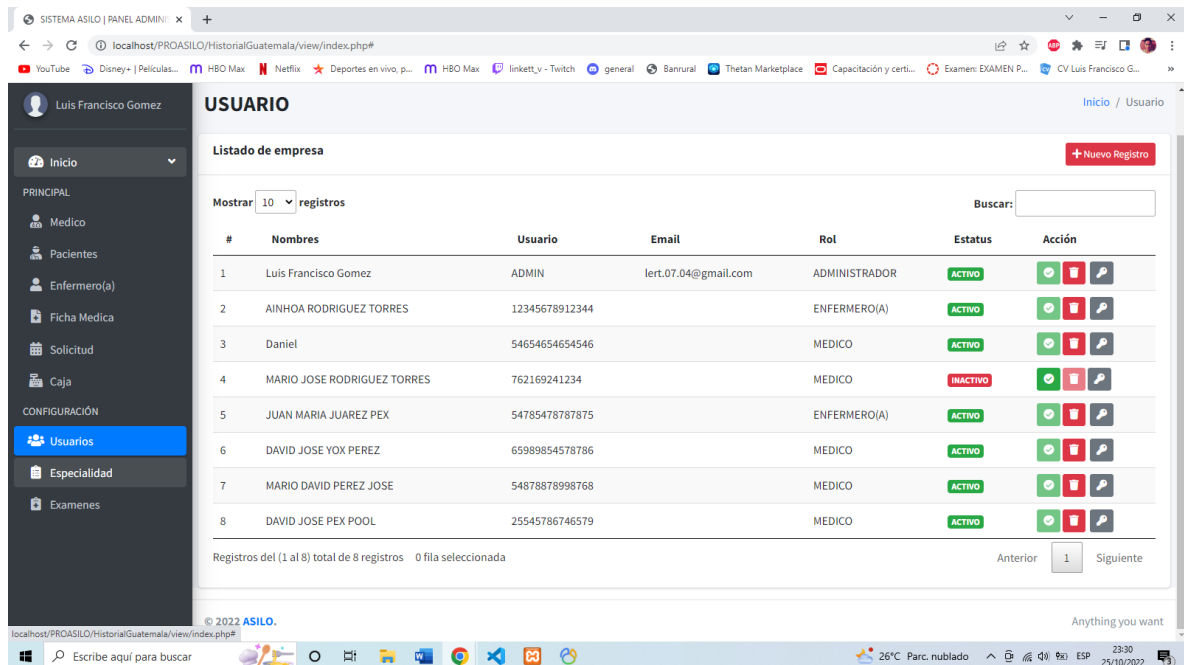 SISTEMA ASILO | PANEL ADMINI
localhost/PROASILO/HistorialGuatemala/view/index.php#
YouTube Disney+ | Películas... HBO Max Netflix Deportes en vivo, p... HBO Max linkett_v - Twitch general Banrural Thetan Marketplace Capacitación y certi... Examen: EXAMEN P... CV Luis Francisco G... »
Luis Francisco Gomez
Inicio
PRINCIPAL
Medico
Pacientes
Enfermero(a)
Ficha Medica
Solicitud
Caja
CONFIGURACIÓN
Usuarios
Especialidad
Examenes
USUARIO
Inicio / Usuario
Listado de empresa
+ Nuevo Registro
Mostrar 10 registros
Buscar:
# Nombres Usuario Email Rol Estatus Acción
1 Luis Francisco Gomez ADMIN lert.07.04@gmail.com ADMINISTRADOR ACTIVO
2 AINHOA RODRIGUEZ TORRES 12345678912344 ENFERMERO(A) ACTIVO
3 Daniel 54654654654546 MEDICO ACTIVO
4 MARIO JOSE RODRIGUEZ TORRES 762169241234 MEDICO INACTIVO
5 JUAN MARIA JUAREZ PEX 54785478787875 ENFERMERO(A) ACTIVO
6 DAVID JOSE YOX PEREZ 65989854578786 MEDICO ACTIVO
7 MARIO DAVID PEREZ JOSE 54878878998768 MEDICO ACTIVO
8 DAVID JOSE PEX POOL 25545786746579 MEDICO ACTIVO
Registros del (1 al 8) total de 8 registros 0 fila seleccionada
Anterior 1 Siguiente
© 2022 ASILO.
Anything you want
localhost/PROASILO/HistorialGuatemala/view/index.php#
Escribe aquí para buscar
26°C Parc. nublado
ESP
23:30
25/10/2022